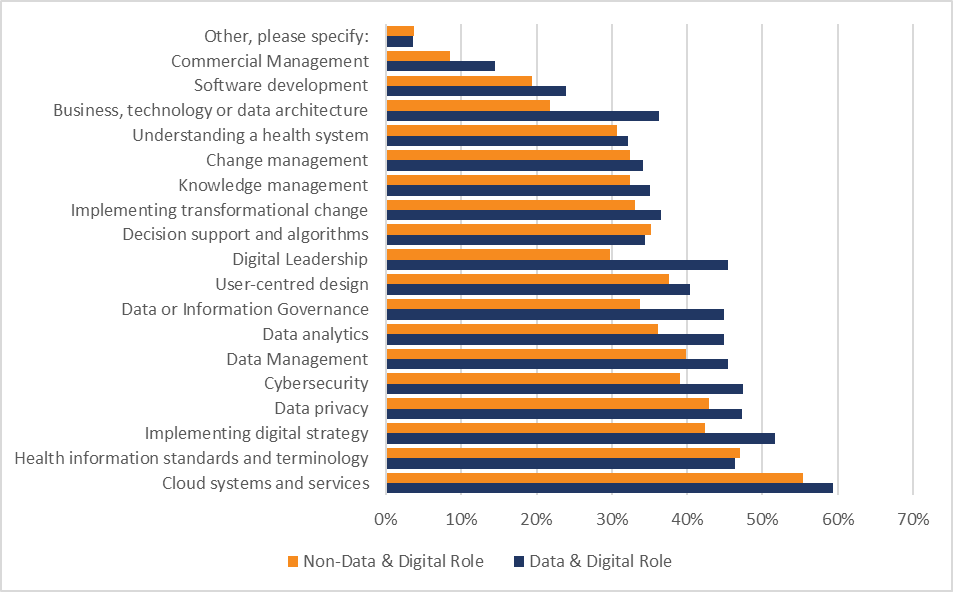 Other, please specify:
Commercial Management
Software development
Business, technology or data architecture
Understanding a health system
Change management
Knowledge management
Implementing transformational change
Decision support and algorithms
Digital Leadership
User-centred design
Data or Information Governance
Data analytics
Data Management
Cybersecurity
Data privacy
Implementing digital strategy
Health information standards and terminology
Cloud systems and services
0% 10% 20% 30% 40% 50% 60% 70%
Non-Data & Digital Role Data & Digital Role